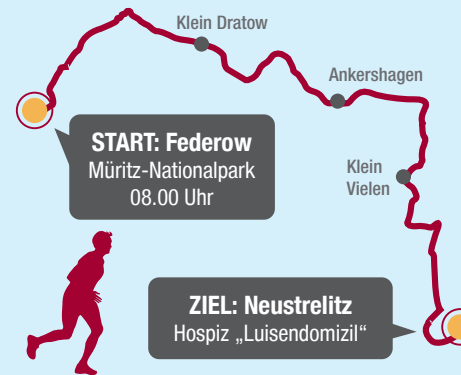 Klein Dratow
Ankershagen
START: Federow
Müritz-Nationalpark
08.00 Uhr
Klein
Vielen
ZIEL: Neustrelitz
Hospiz „Luisendomizil“